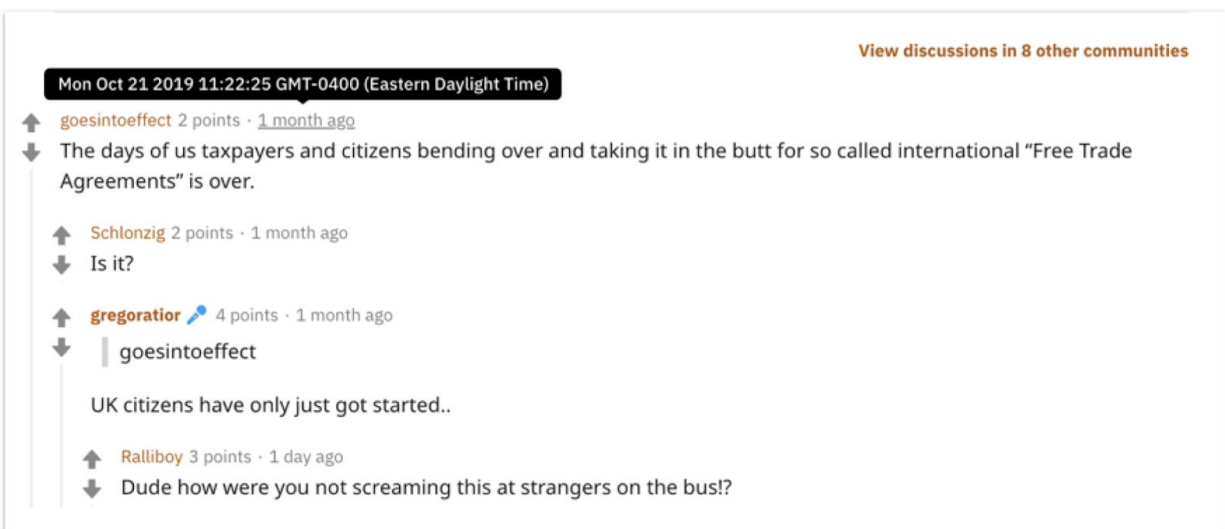 View discussions in 8 other communities
Mon Oct 21 2019 11:22:25 GMT-0400 (Eastern Daylight Time)
goesintoeffect 2 points · 1 month ago
The days of us taxpayers and citizens bending over and taking it in the butt for so called international “Free Trade
Agreements” is over.
Schlonzig 2 points · 1 month ago
Is it?
gregoratior 4 points · 1 month ago
goesintoeffect
UK citizens have only just got started..
Ralliboy 3 points · 1 day ago
Dude how were you not screaming this at strangers on the bus!?